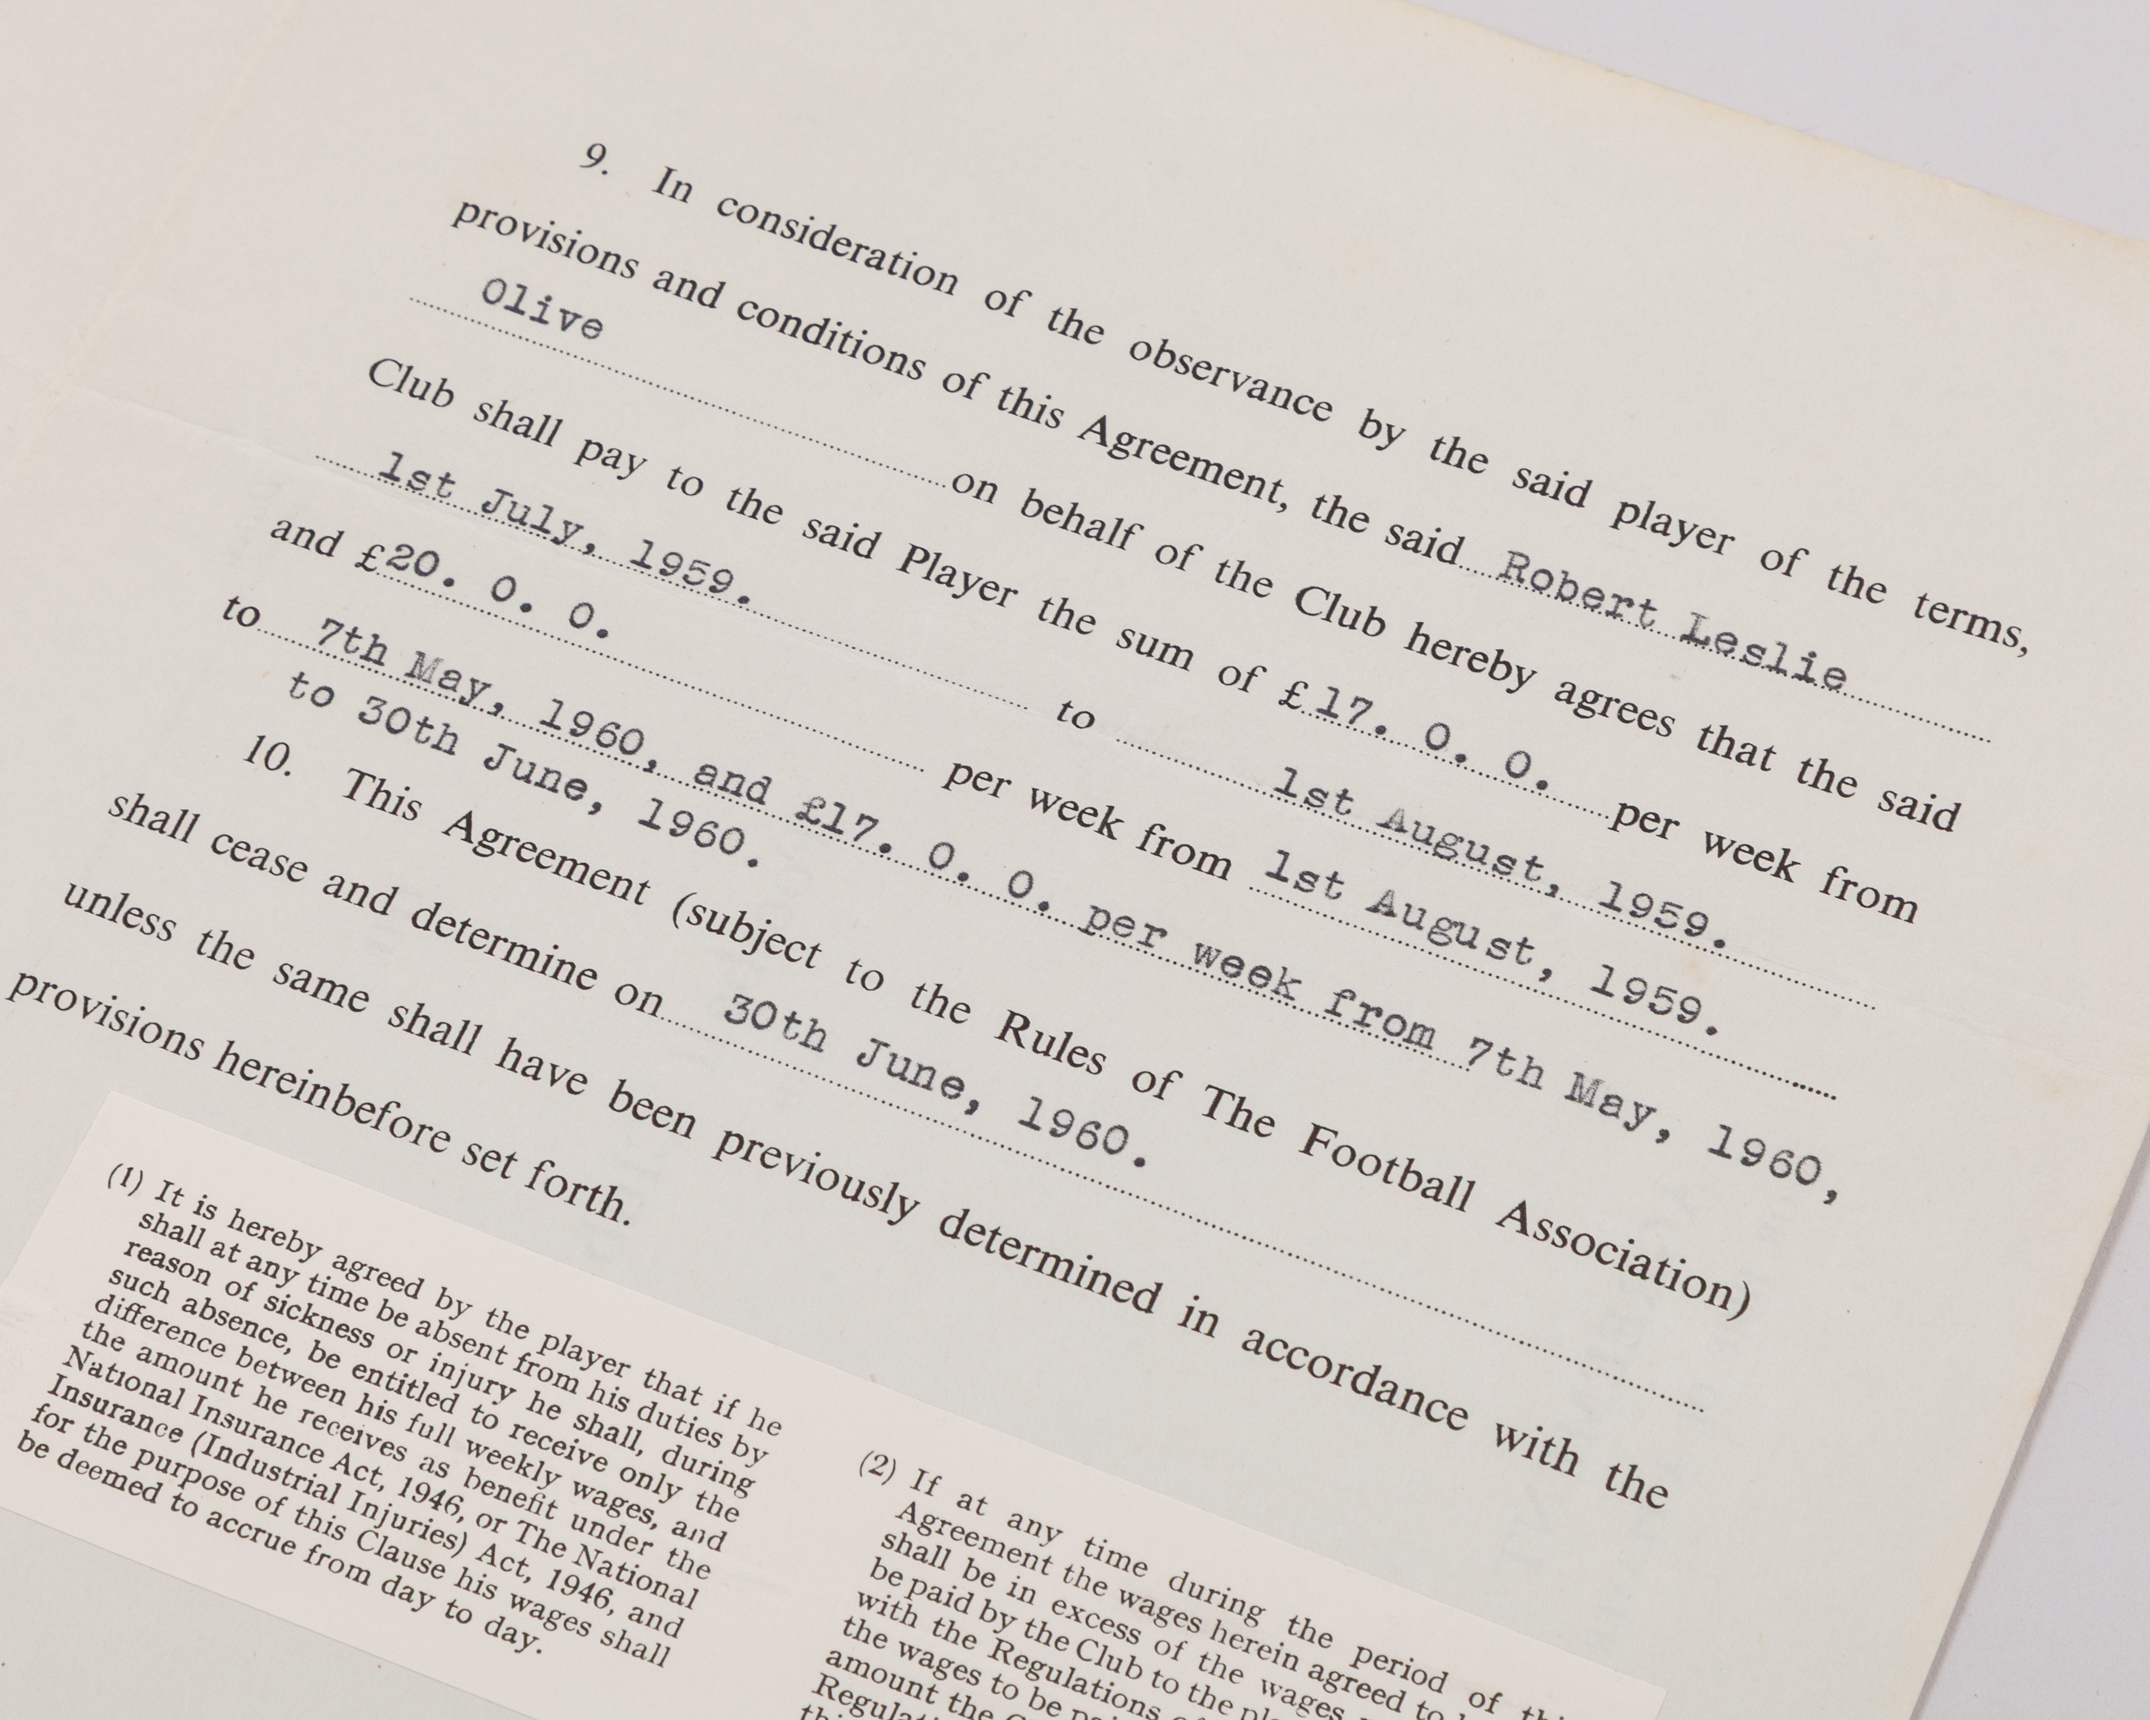 9. In consideration of the observance by the said player of the terms,
provisions and conditions of this Agreement, the said Robert Leslie
Olive on behalf of the Club hereby agrees that the said
Club shall pay to the said Player the sum of £17. 0. 0. per week from
1st July, 1959. to 1st August, 1959.
and £20. 0. 0. per week from 1st August, 1959.
to 7th May, 1960, and £17. 0. 0. per week from 7th May, 1960,
to 30th June, 1960.
10. This Agreement (subject to the Rules of The Football Association)
shall cease and determine on 30th June, 1960.
unless the same shall have been previously determined in accordance with the
provisions hereinbefore set forth.
(1) It is hereby agreed by the player that if he
shall at any time be absent from his duties by
reason of sickness or injury he shall, during
such absence, be entitled to receive only the
difference between his full weekly wages, and
the amount he receives as benefit under the
National Insurance Act, 1946, or The National
Insurance (Industrial Injuries) Act, 1946, and
for the purpose of this Clause his wages shall
be deemed to accrue from day to day.
(2) If at any time during the period of
Agreement the wages herein agreed to
shall be in excess of the wages
be paid by the Club to the
with the Regulations
the wages to be
amount the